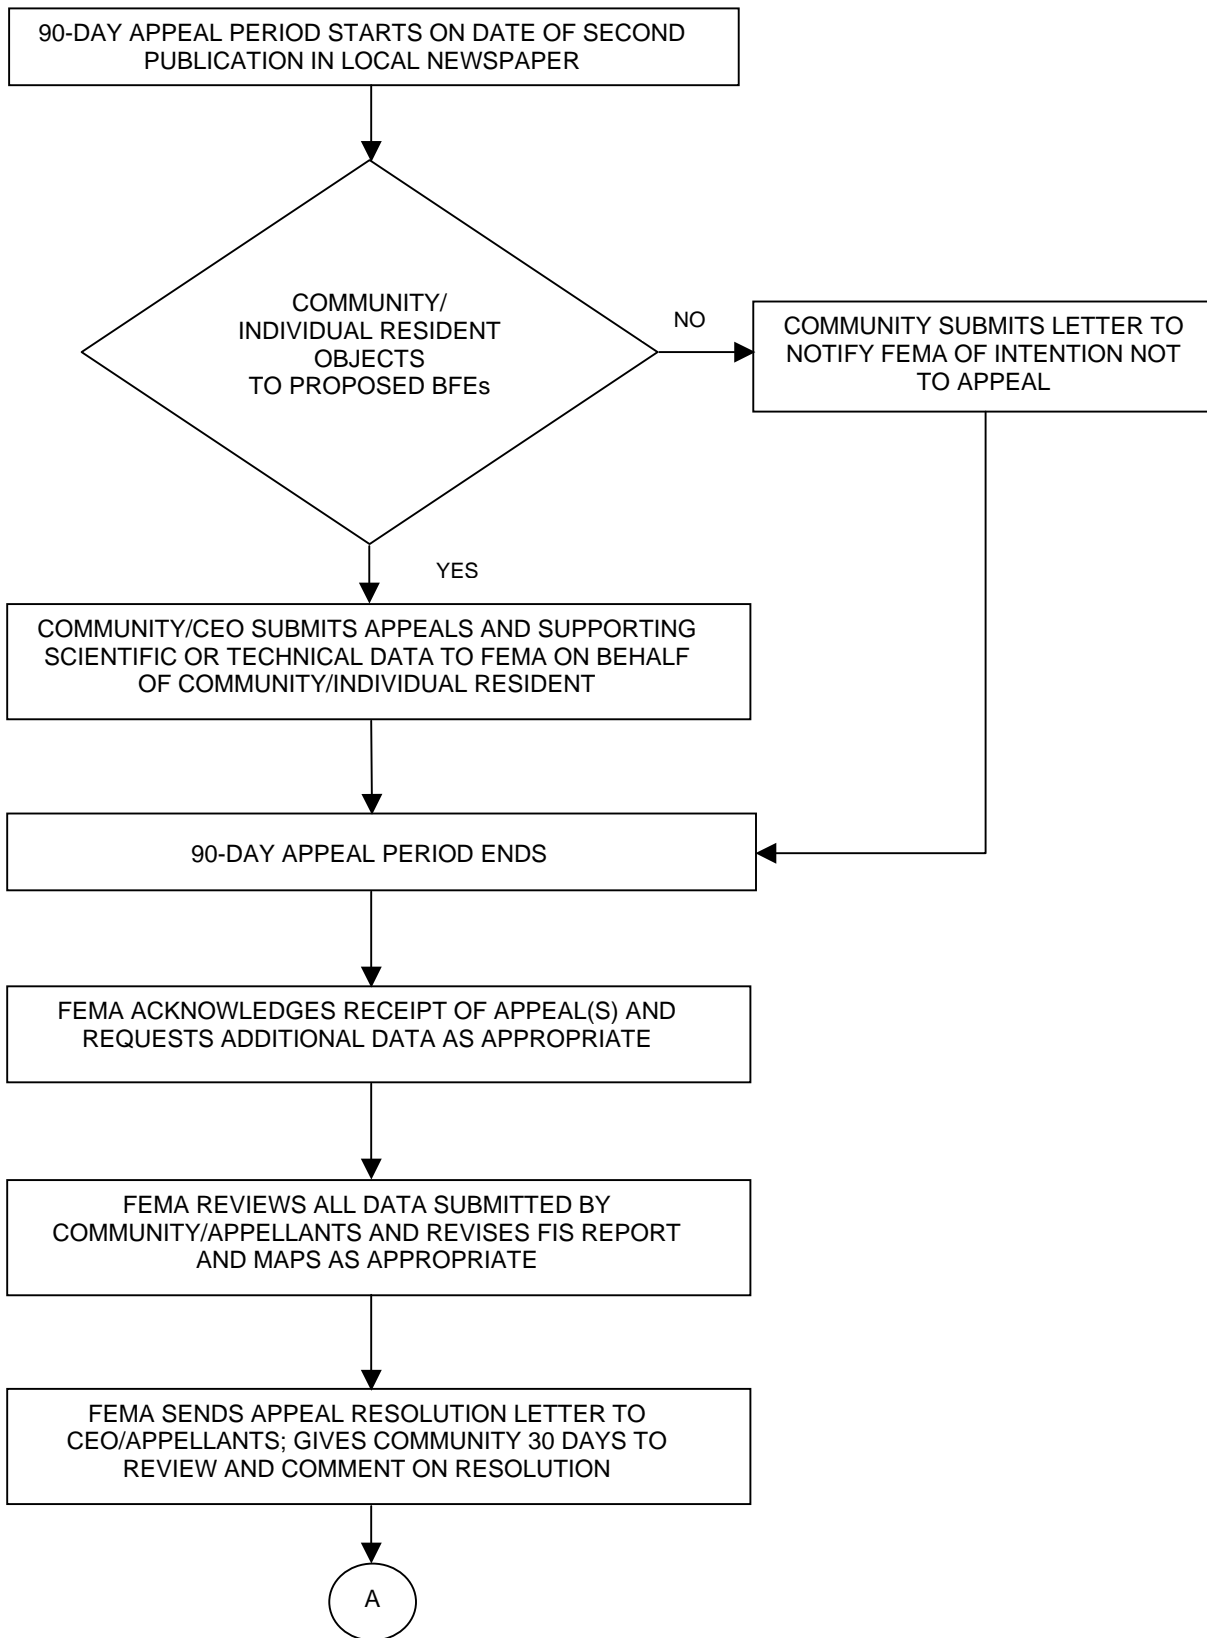 90-DAY APPEAL PERIOD STARTS ON DATE OF SECOND
PUBLICATION IN LOCAL NEWSPAPER
COMMUNITY/
INDIVIDUAL RESIDENT
OBJECTS
TO PROPOSED BFEs
NO
COMMUNITY SUBMITS LETTER TO
NOTIFY FEMA OF INTENTION NOT
TO APPEAL
YES
COMMUNITY/CEO SUBMITS APPEALS AND SUPPORTING
SCIENTIFIC OR TECHNICAL DATA TO FEMA ON BEHALF
OF COMMUNITY/INDIVIDUAL RESIDENT
90-DAY APPEAL PERIOD ENDS
FEMA ACKNOWLEDGES RECEIPT OF APPEAL(S) AND
REQUESTS ADDITIONAL DATA AS APPROPRIATE
FEMA REVIEWS ALL DATA SUBMITTED BY
COMMUNITY/APPELLANTS AND REVISES FIS REPORT
AND MAPS AS APPROPRIATE
FEMA SENDS APPEAL RESOLUTION LETTER TO
CEO/APPELLANTS; GIVES COMMUNITY 30 DAYS TO
REVIEW AND COMMENT ON RESOLUTION
A